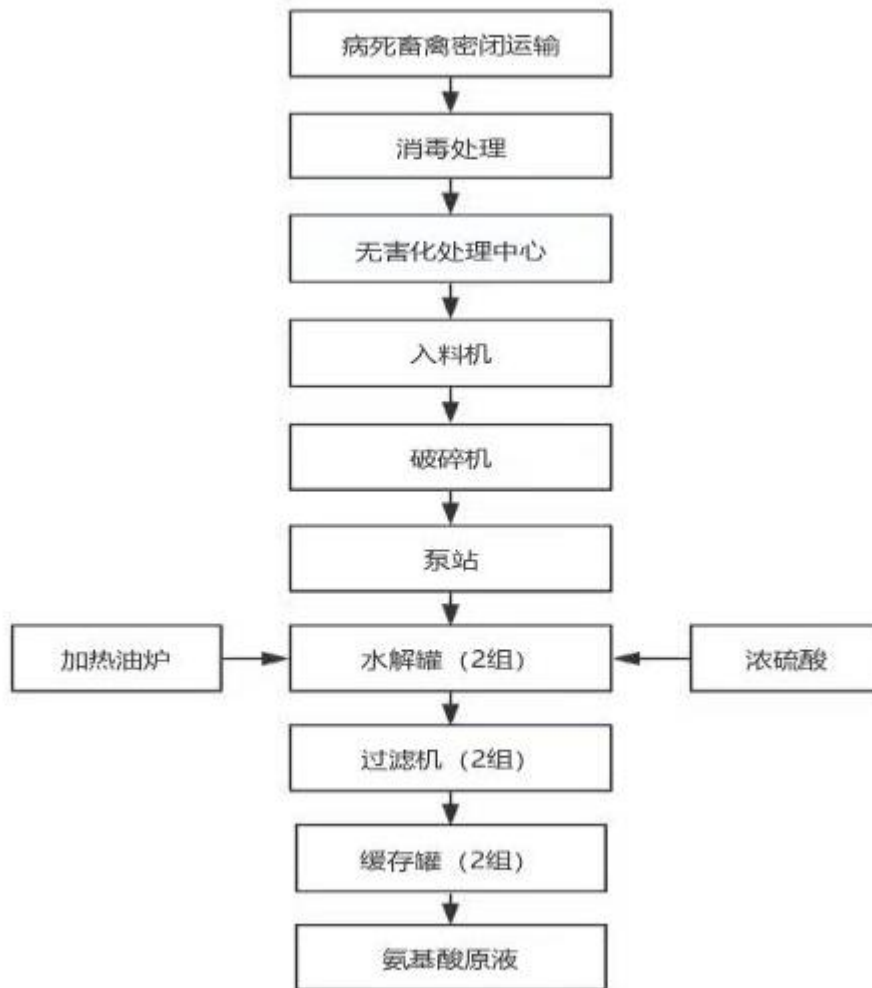 病死畜禽密闭运输
消毒处理
无害化处理中心
入料机
破碎机
泵站
加热油炉
水解罐（2组）
浓硫酸
过滤机（2组）
缓存罐（2组）
氨基酸原液